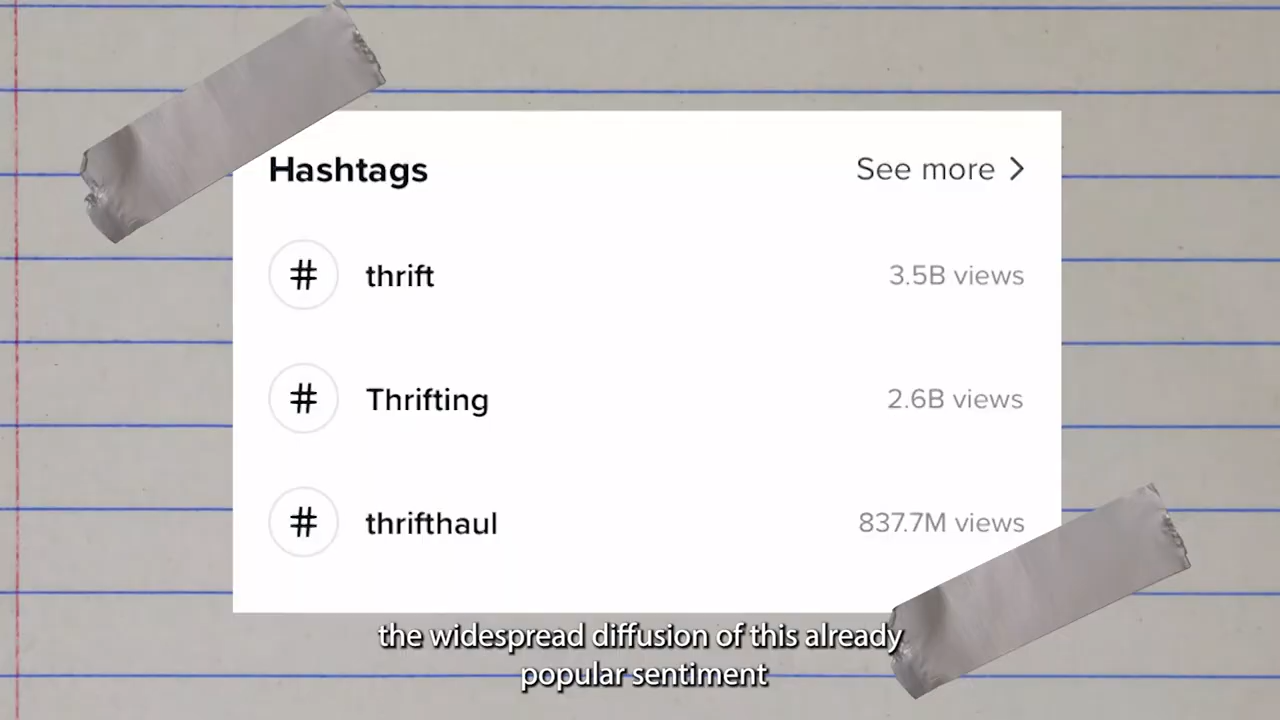 Hashtags See more >
# thrift 3.5B views
# Thrifting 2.6B views
# thrifthaul 837.7M views
the widespread diffusion of this already
popular sentiment